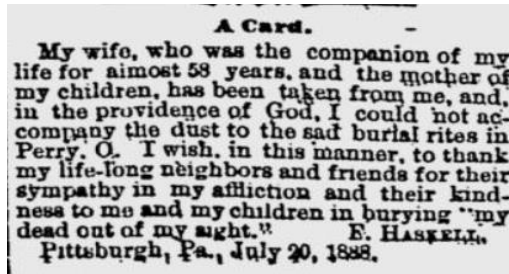 A Card.
My wife, who was the companion of my
life for almost 58 years, and the mother of
my children, has been taken from me, and,
in the providence of God, I could not ac-
company the dust to the sad burial rites in
Perry, O. I wish, in this manner, to thank
my life-long neighbors and friends for their
sympathy in my affliction and their kind-
ness to me and my children in burying "my
dead out of my sight." E. HASKELL.
Pittsburgh, Pa., July 20, 1888.